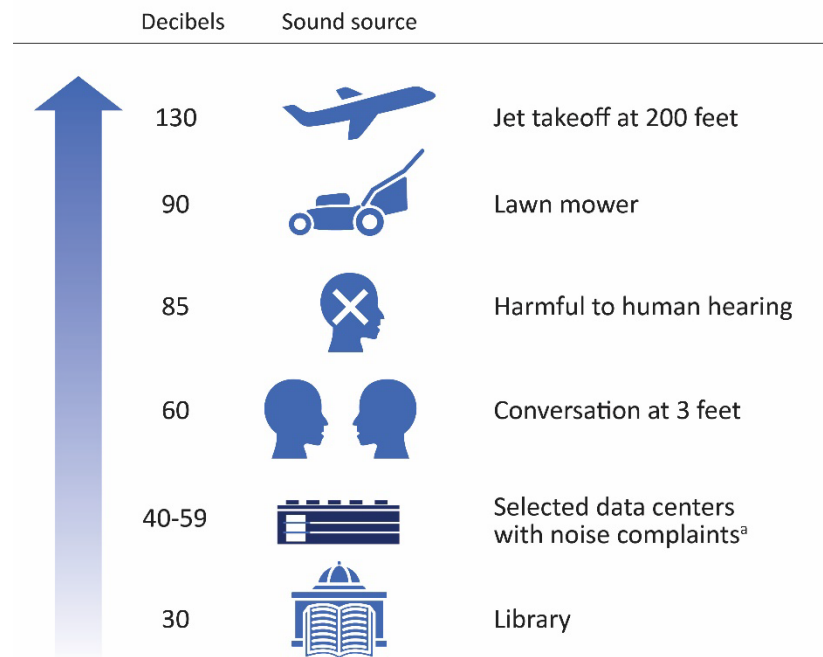 Decibels Sound source
130 Jet takeoff at 200 feet
90 Lawn mower
85 Harmful to human hearing
60 Conversation at 3 feet
40-59 Selected data centers
with noise complaintsᵃ
30 Library